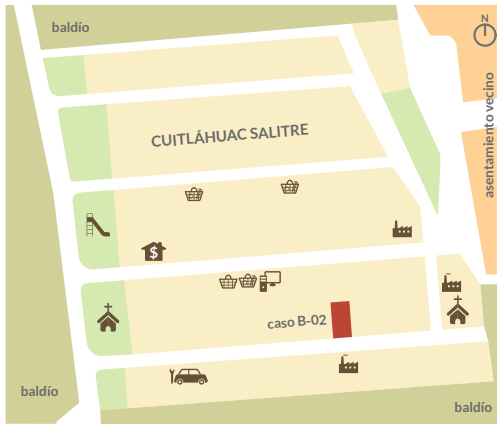 baldío
N
CUITLÁHUAC SALITRE
asentamiento vecino
$
caso B-02
baldío
baldío